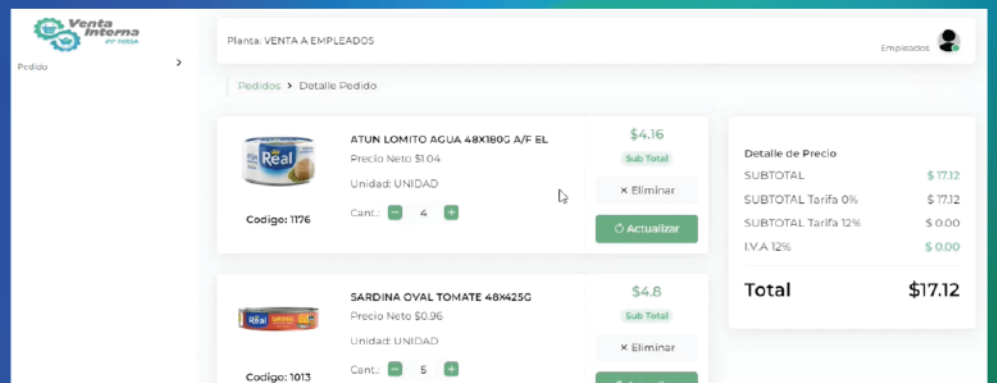 Venta
Interna
Planta: VENTA A EMPLEADOS
Empleados
Pedido
Pedidos > Detalle Pedido
Real
ATUN LOMITO AGUA 48X180G A/F EL
Precio Neto $1.04
Unidad: UNIDAD
Cant.: − 4 +
Codigo: 1176
$4.16
Sub Total
× Eliminar
Actualizar
Real
SARDINA OVAL TOMATE 48X425G
Precio Neto $0.96
Unidad: UNIDAD
Cant.: − 5 +
Codigo: 1013
$4.8
Sub Total
× Eliminar
Detalle de Precio
SUBTOTAL $ 17.12
SUBTOTAL Tarifa 0% $ 17.12
SUBTOTAL Tarifa 12% $ 0.00
I.V.A 12% $ 0.00
Total $17.12